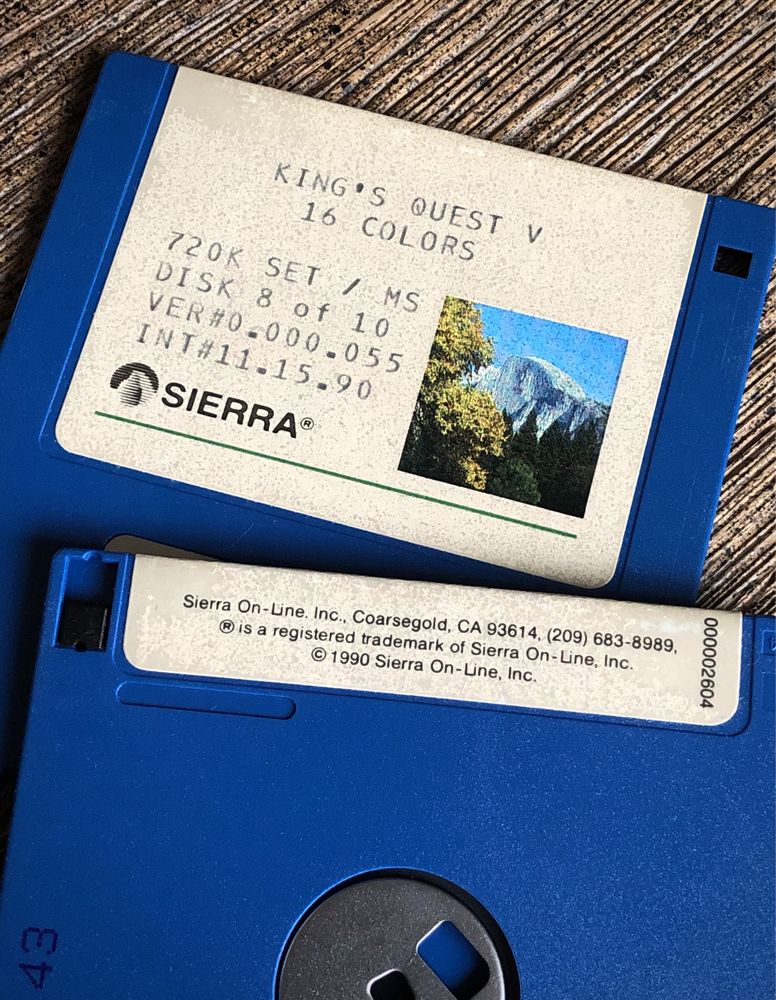 KING'S QUEST V
16 COLORS
720K SET / MS
DISK 8 of 10
VER#0.000.055
INT#11.15.90
SIERRA®
Sierra On-Line. Inc., Coarsegold, CA 93614, (209) 683-8989,
® is a registered trademark of Sierra On-Line, Inc.
© 1990 Sierra On-Line, Inc.
000002604
43